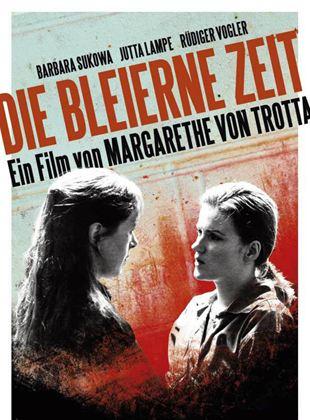 BARBARA SUKOWA JUTTA LAMPE RÜDIGER VOGLER
DIE BLEIERNE ZEIT
Ein Film von MARGARETHE VON TROTTA